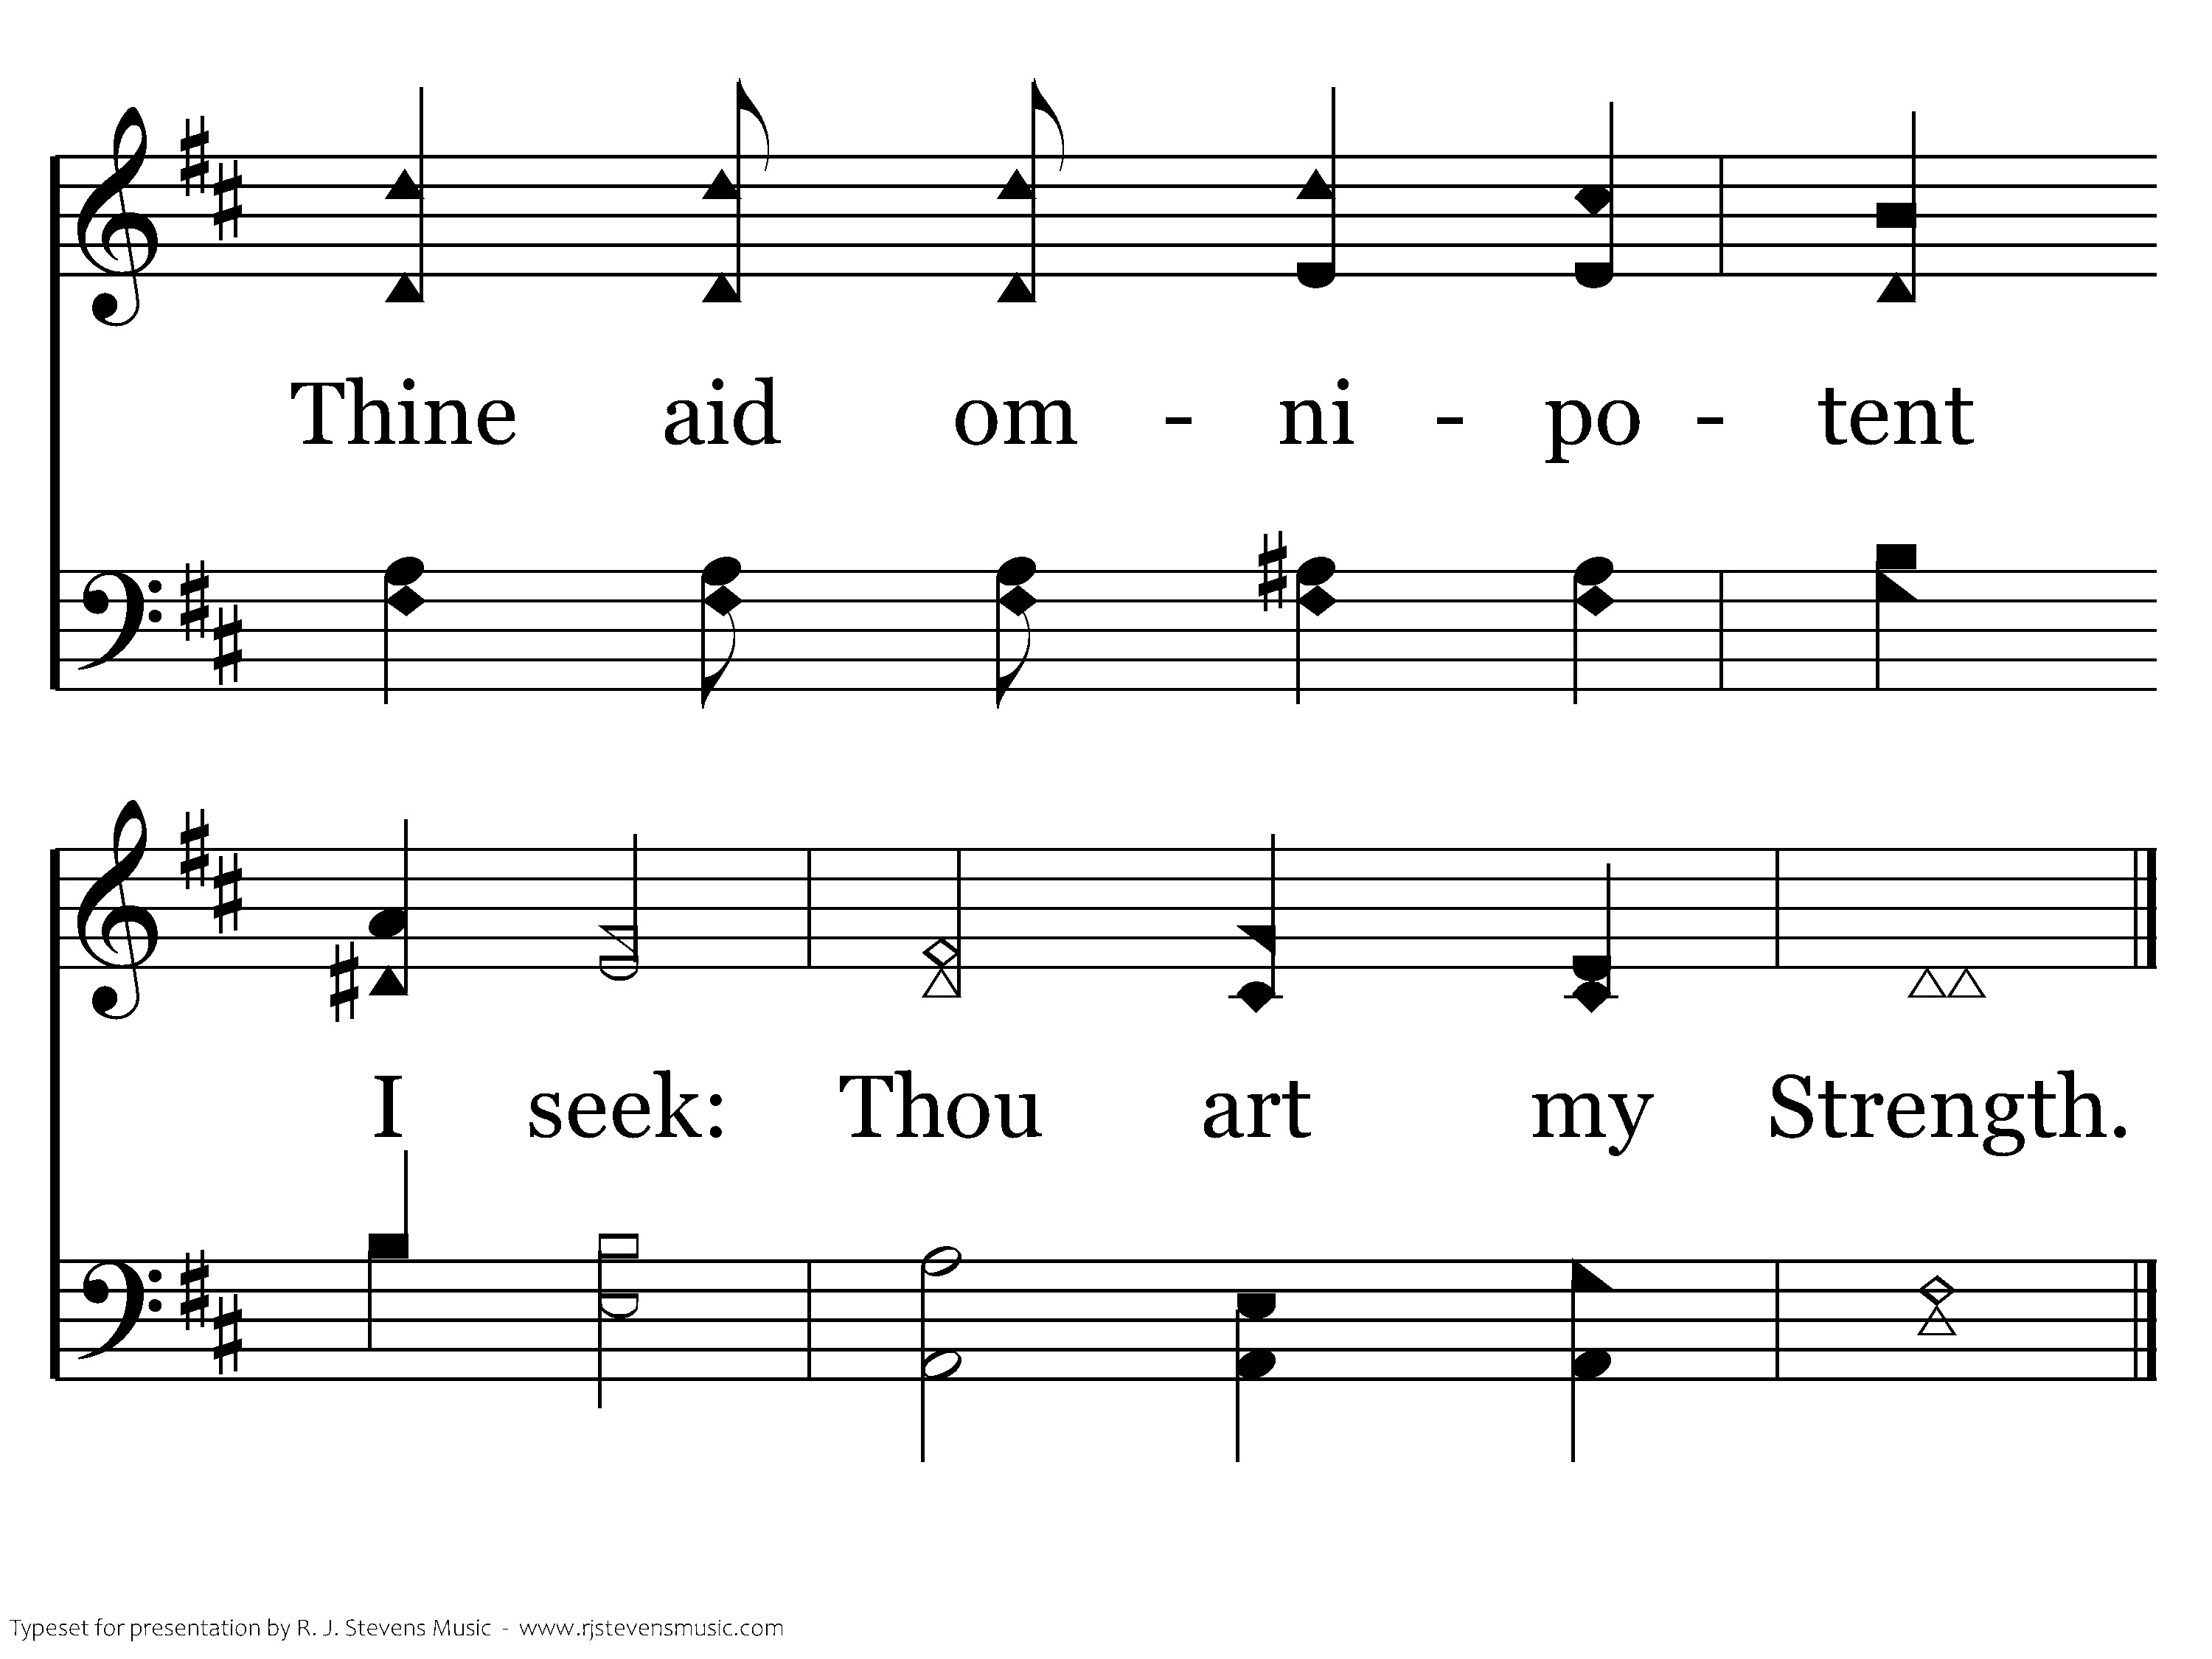 Thine aid om - ni - po - tent
I seek: Thou art my Strength.
Typeset for presentation by R. J. Stevens Music - www.rjstevensmusic.com